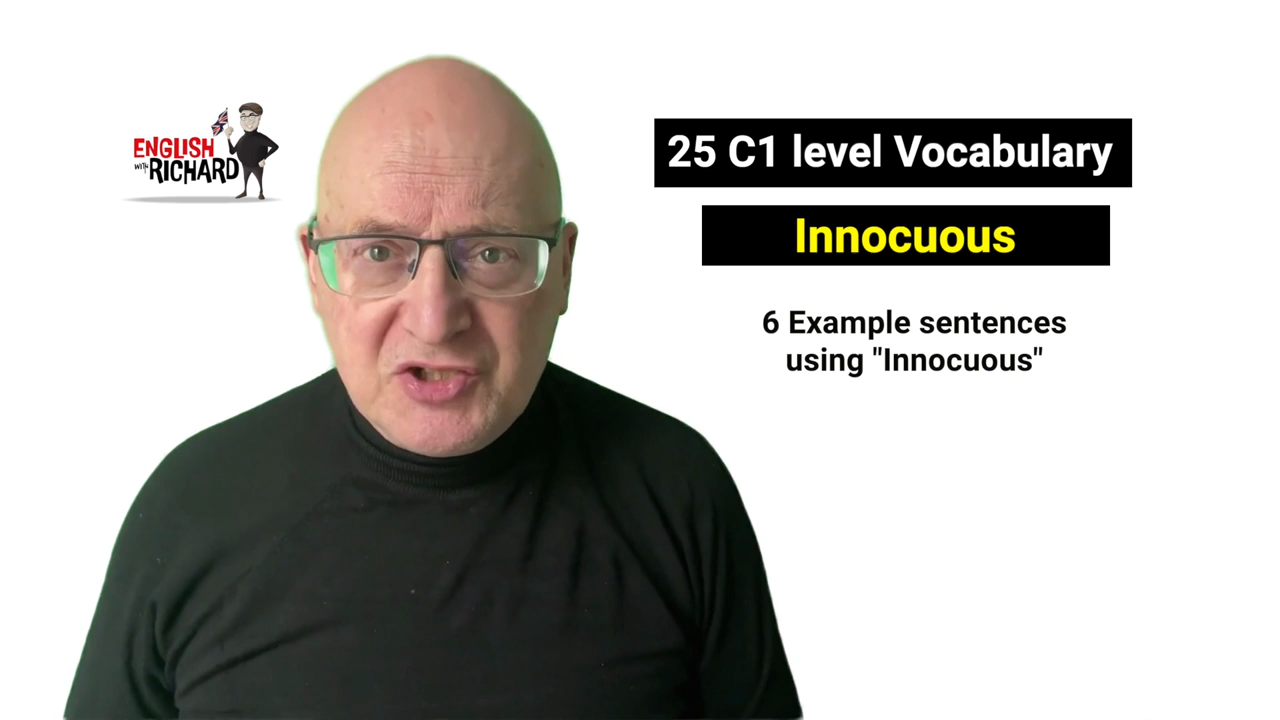 ENGLISH
WITH RICHARD
25 C1 level Vocabulary
Innocuous
6 Example sentences
using "Innocuous"